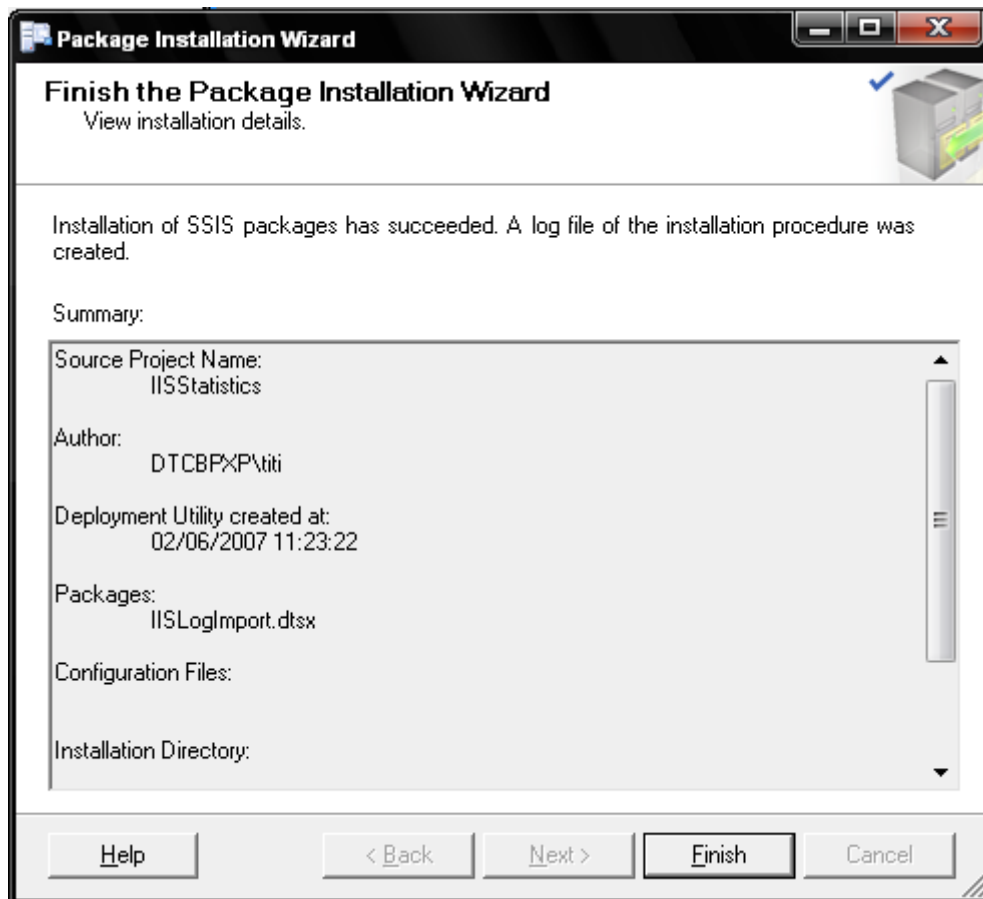 Package Installation Wizard
Finish the Package Installation Wizard
View installation details.
Installation of SSIS packages has succeeded. A log file of the installation procedure was
created.
Summary:
Source Project Name:
IISStatistics
Author:
DTCBPXP\titi
Deployment Utility created at:
02/06/2007 11:23:22
Packages:
IISLogImport.dtsx
Configuration Files:
Installation Directory:
Help
< Back
Next >
Finish
Cancel